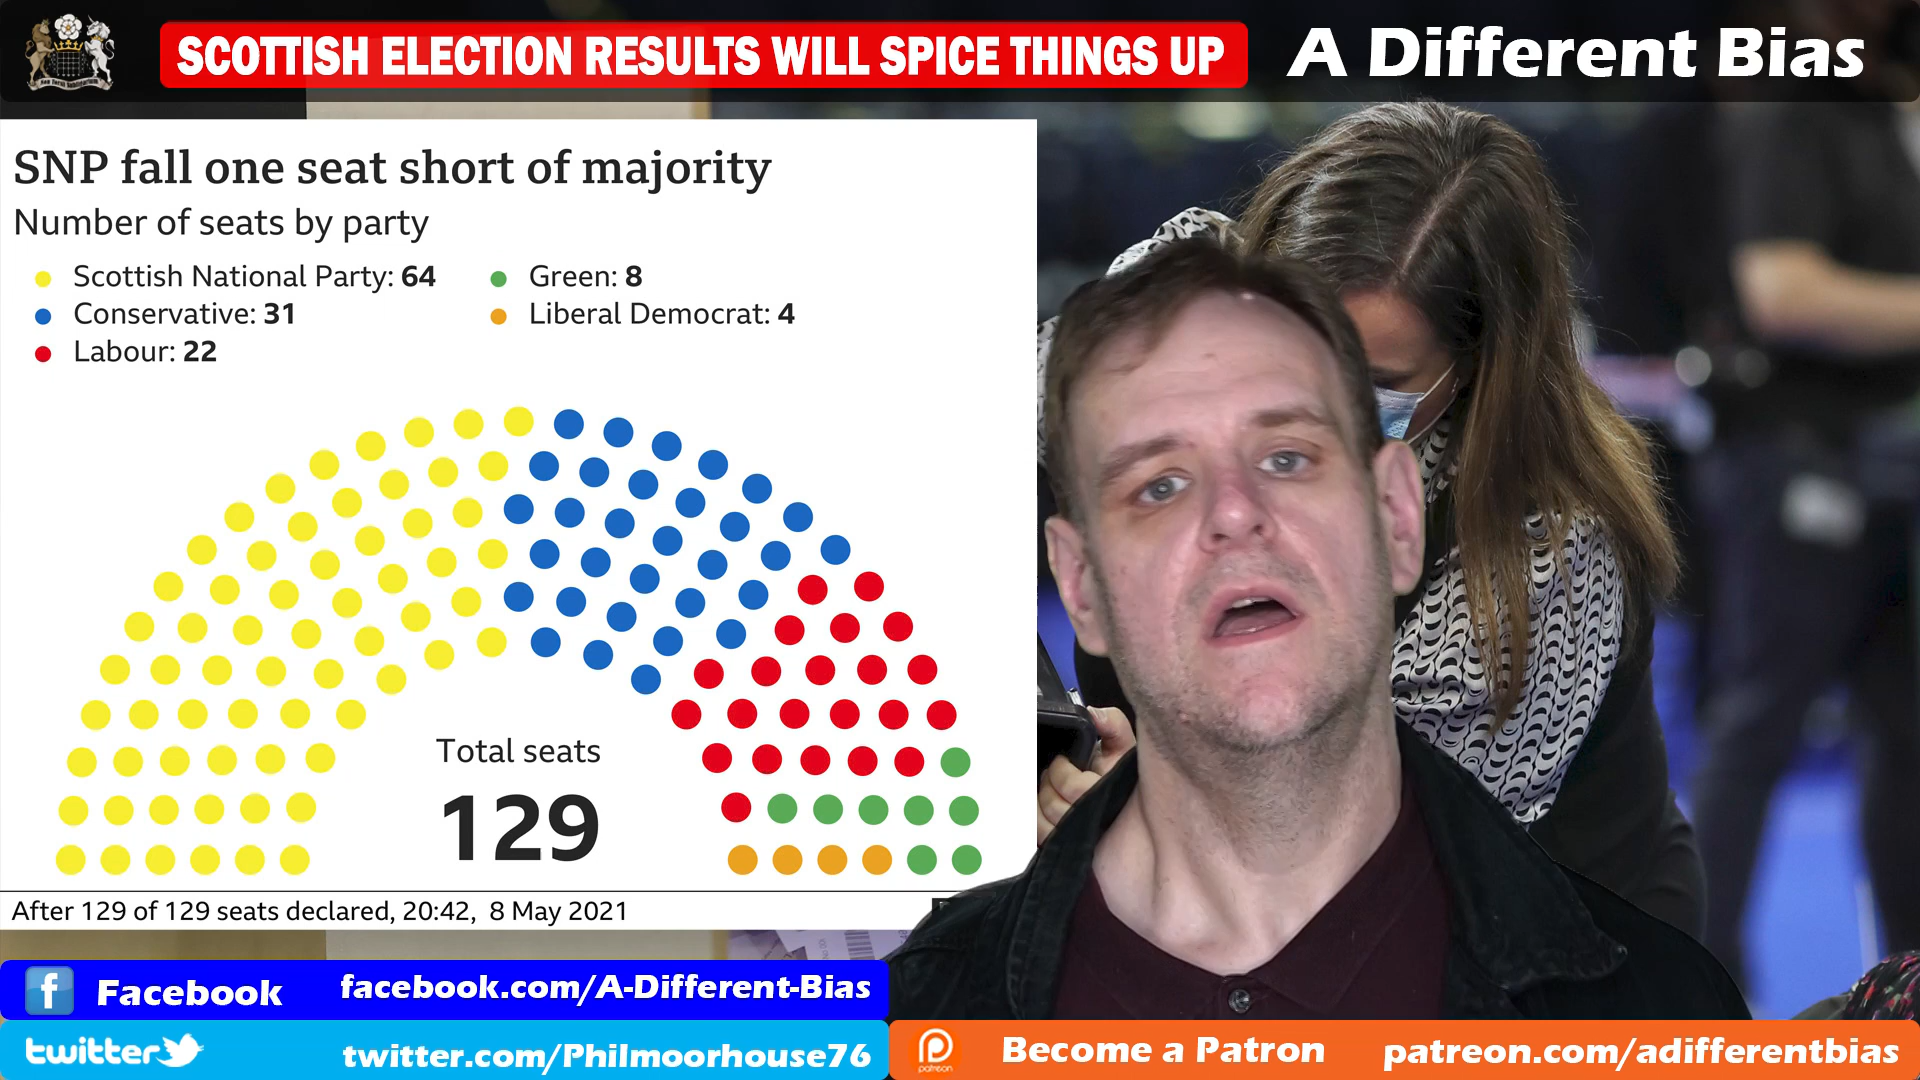 SCOTTISH ELECTION RESULTS WILL SPICE THINGS UP
A Different Bias
SNP fall one seat short of majority
Number of seats by party
Scottish National Party: 64
Green: 8
Conservative: 31
Liberal Democrat: 4
Labour: 22
Total seats
129
After 129 of 129 seats declared, 20:42, 8 May 2021
Facebook
facebook.com/A-Different-Bias
twitter
twitter.com/Philmoorhouse76
patreon
Become a Patron
patreon.com/adifferentbias